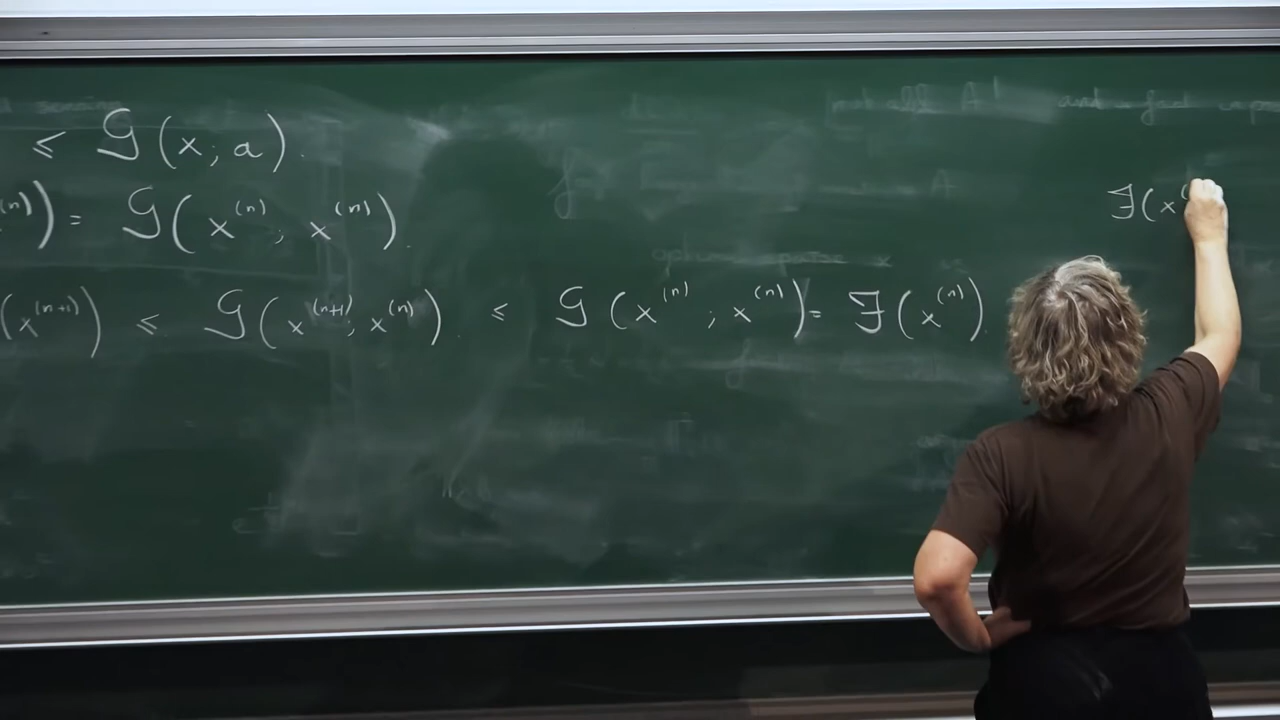 ≤ 𝒢(x; a).
(n)) = 𝒢(x⁽ⁿ⁾; x⁽ⁿ⁾).
ℱ(x⁽
(x⁽ⁿ⁺¹⁾) ≤ 𝒢(x⁽ⁿ⁺¹⁾; x⁽ⁿ⁾) ≤ 𝒢(x⁽ⁿ⁾; x⁽ⁿ⁾) = ℱ(x⁽ⁿ⁾).